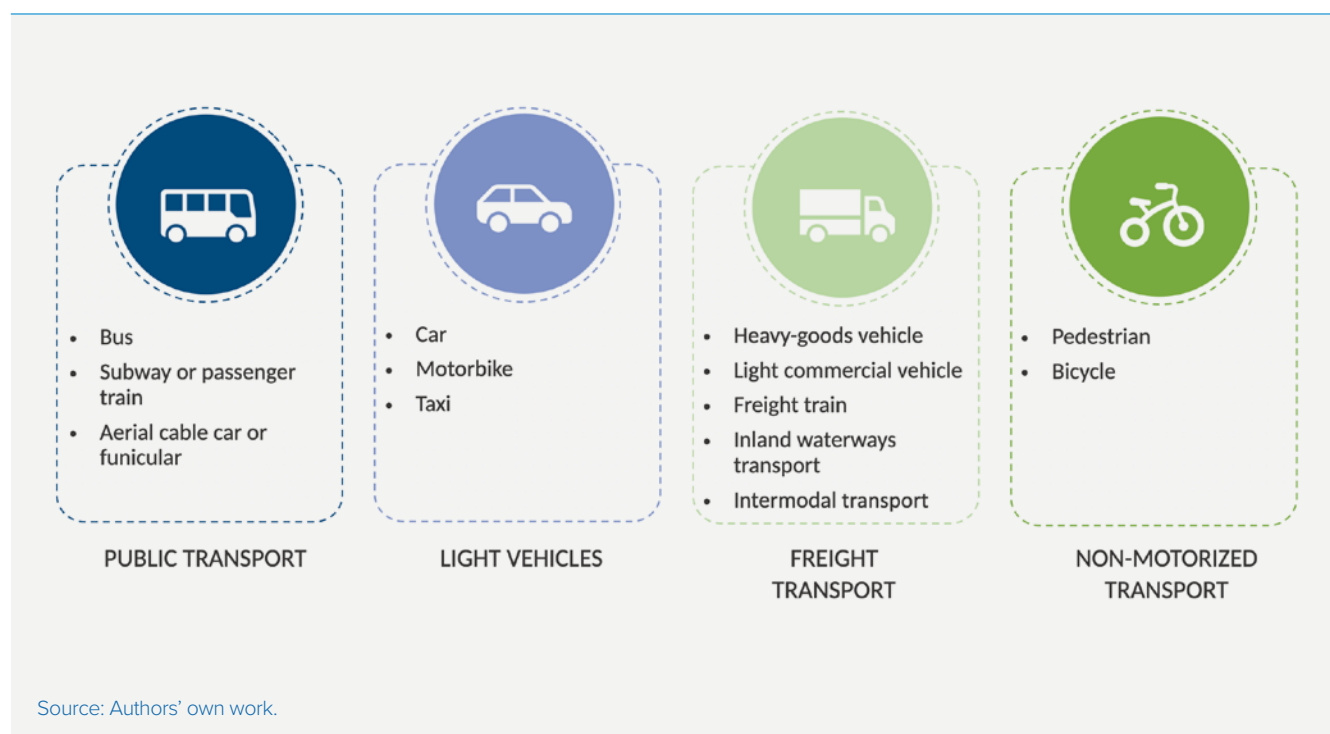 • Bus
• Subway or passenger
train
• Aerial cable car or
funicular
PUBLIC TRANSPORT
• Car
• Motorbike
• Taxi
LIGHT VEHICLES
• Heavy-goods vehicle
• Light commercial vehicle
• Freight train
• Inland waterways
transport
• Intermodal transport
FREIGHT
TRANSPORT
• Pedestrian
• Bicycle
NON-MOTORIZED
TRANSPORT
Source: Authors’ own work.